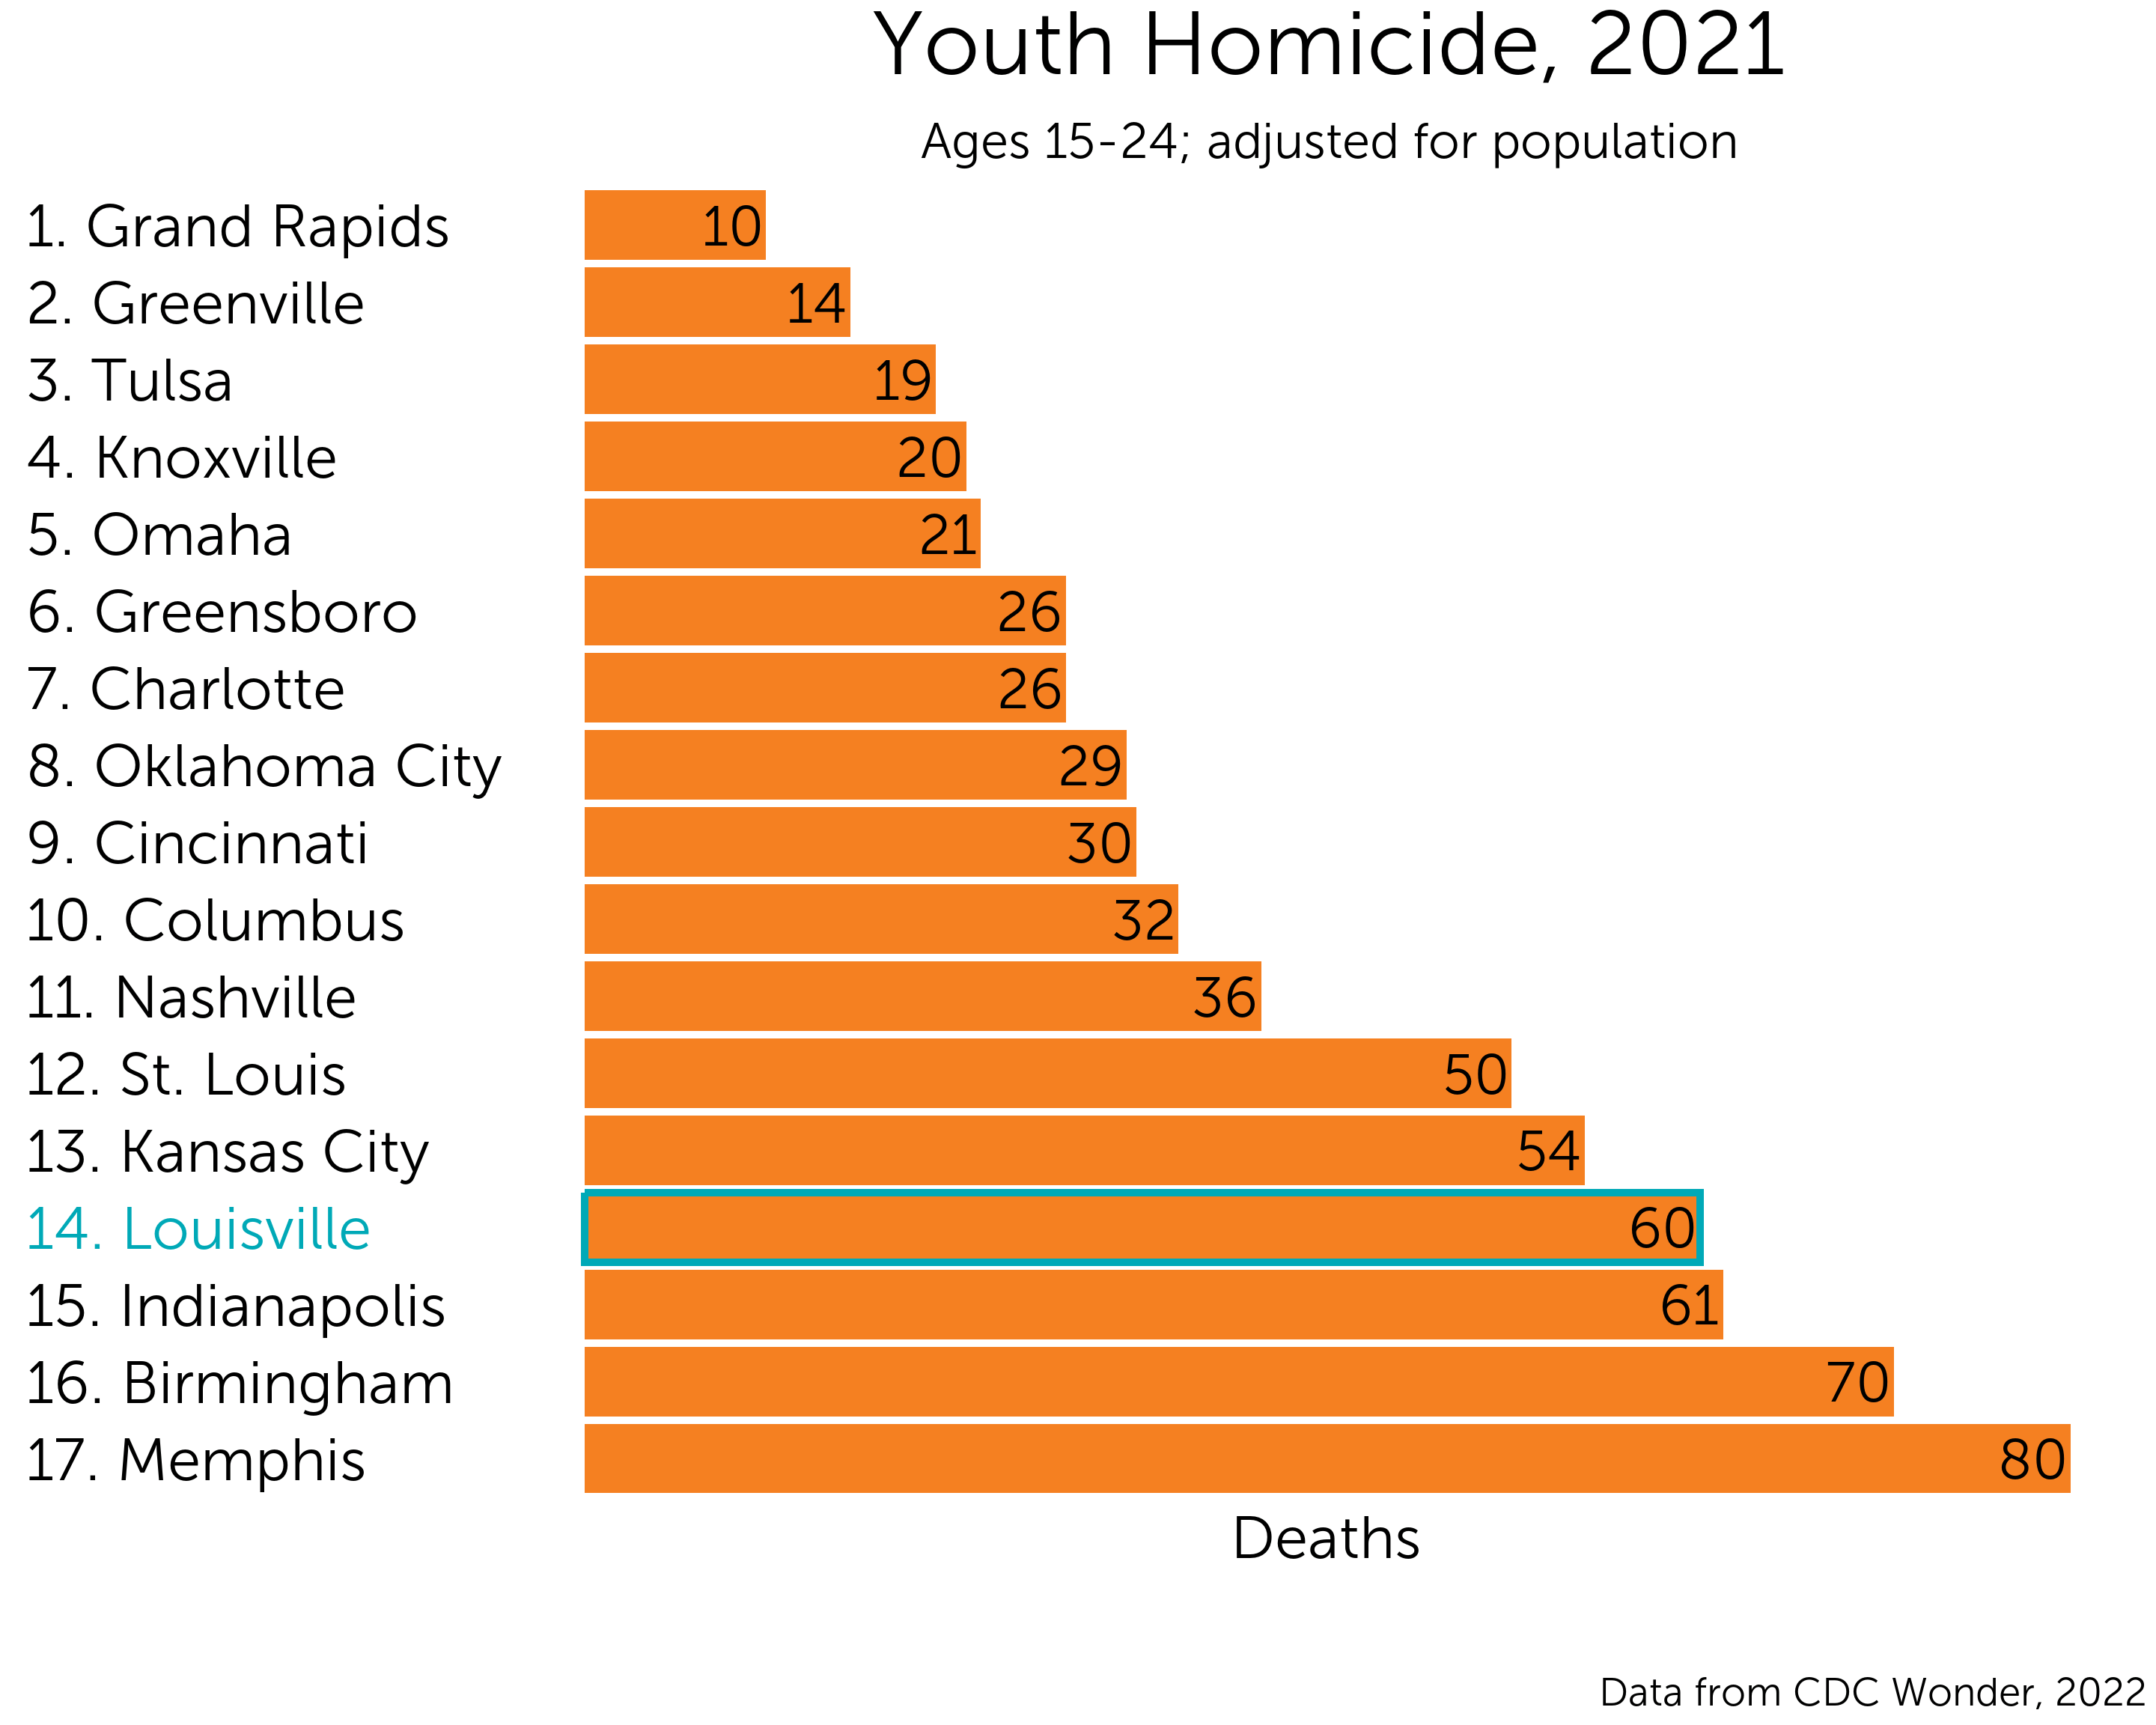 Youth Homicide, 2021
Ages 15-24; adjusted for population
1. Grand Rapids 10
2. Greenville 14
3. Tulsa 19
4. Knoxville 20
5. Omaha 21
6. Greensboro 26
7. Charlotte 26
8. Oklahoma City 29
9. Cincinnati 30
10. Columbus 32
11. Nashville 36
12. St. Louis 50
13. Kansas City 54
14. Louisville 60
15. Indianapolis 61
16. Birmingham 70
17. Memphis 80
Deaths
Data from CDC Wonder, 2022